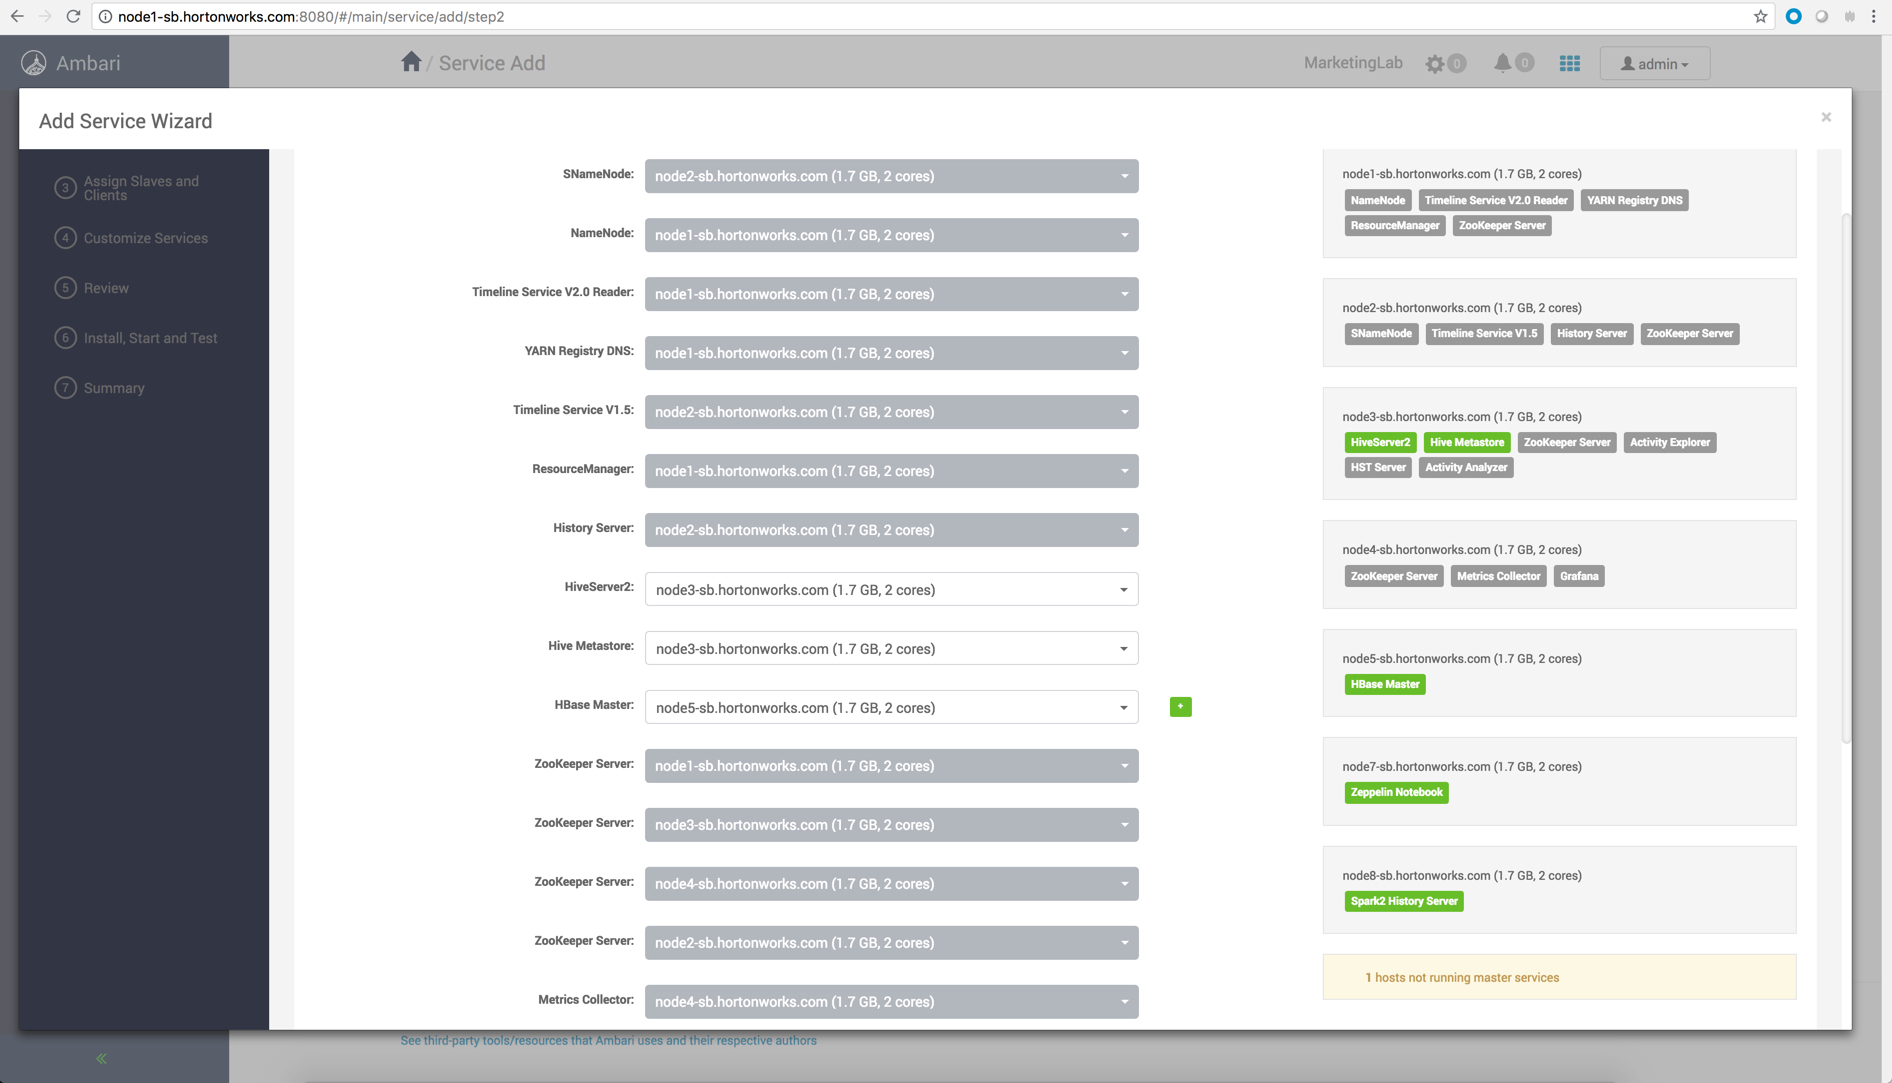 node1-sb.hortonworks.com:8080/#/main/service/add/step2
Ambari
/ Service Add
MarketingLab
0
0
admin
Add Service Wizard
×
3 Assign Slaves and
Clients
4 Customize Services
5 Review
6 Install, Start and Test
7 Summary
SNameNode: node2-sb.hortonworks.com (1.7 GB, 2 cores)
NameNode: node1-sb.hortonworks.com (1.7 GB, 2 cores)
Timeline Service V2.0 Reader: node1-sb.hortonworks.com (1.7 GB, 2 cores)
YARN Registry DNS: node1-sb.hortonworks.com (1.7 GB, 2 cores)
Timeline Service V1.5: node2-sb.hortonworks.com (1.7 GB, 2 cores)
ResourceManager: node1-sb.hortonworks.com (1.7 GB, 2 cores)
History Server: node2-sb.hortonworks.com (1.7 GB, 2 cores)
HiveServer2: node3-sb.hortonworks.com (1.7 GB, 2 cores)
Hive Metastore: node3-sb.hortonworks.com (1.7 GB, 2 cores)
HBase Master: node5-sb.hortonworks.com (1.7 GB, 2 cores) +
ZooKeeper Server: node1-sb.hortonworks.com (1.7 GB, 2 cores)
ZooKeeper Server: node3-sb.hortonworks.com (1.7 GB, 2 cores)
ZooKeeper Server: node4-sb.hortonworks.com (1.7 GB, 2 cores)
ZooKeeper Server: node2-sb.hortonworks.com (1.7 GB, 2 cores)
Metrics Collector: node4-sb.hortonworks.com (1.7 GB, 2 cores)
node1-sb.hortonworks.com (1.7 GB, 2 cores)
NameNode Timeline Service V2.0 Reader YARN Registry DNS
ResourceManager ZooKeeper Server
node2-sb.hortonworks.com (1.7 GB, 2 cores)
SNameNode Timeline Service V1.5 History Server ZooKeeper Server
node3-sb.hortonworks.com (1.7 GB, 2 cores)
HiveServer2 Hive Metastore ZooKeeper Server Activity Explorer
HST Server Activity Analyzer
node4-sb.hortonworks.com (1.7 GB, 2 cores)
ZooKeeper Server Metrics Collector Grafana
node5-sb.hortonworks.com (1.7 GB, 2 cores)
HBase Master
node7-sb.hortonworks.com (1.7 GB, 2 cores)
Zeppelin Notebook
node8-sb.hortonworks.com (1.7 GB, 2 cores)
Spark2 History Server
1 hosts not running master services
See third-party tools/resources that Ambari uses and their respective authors
«